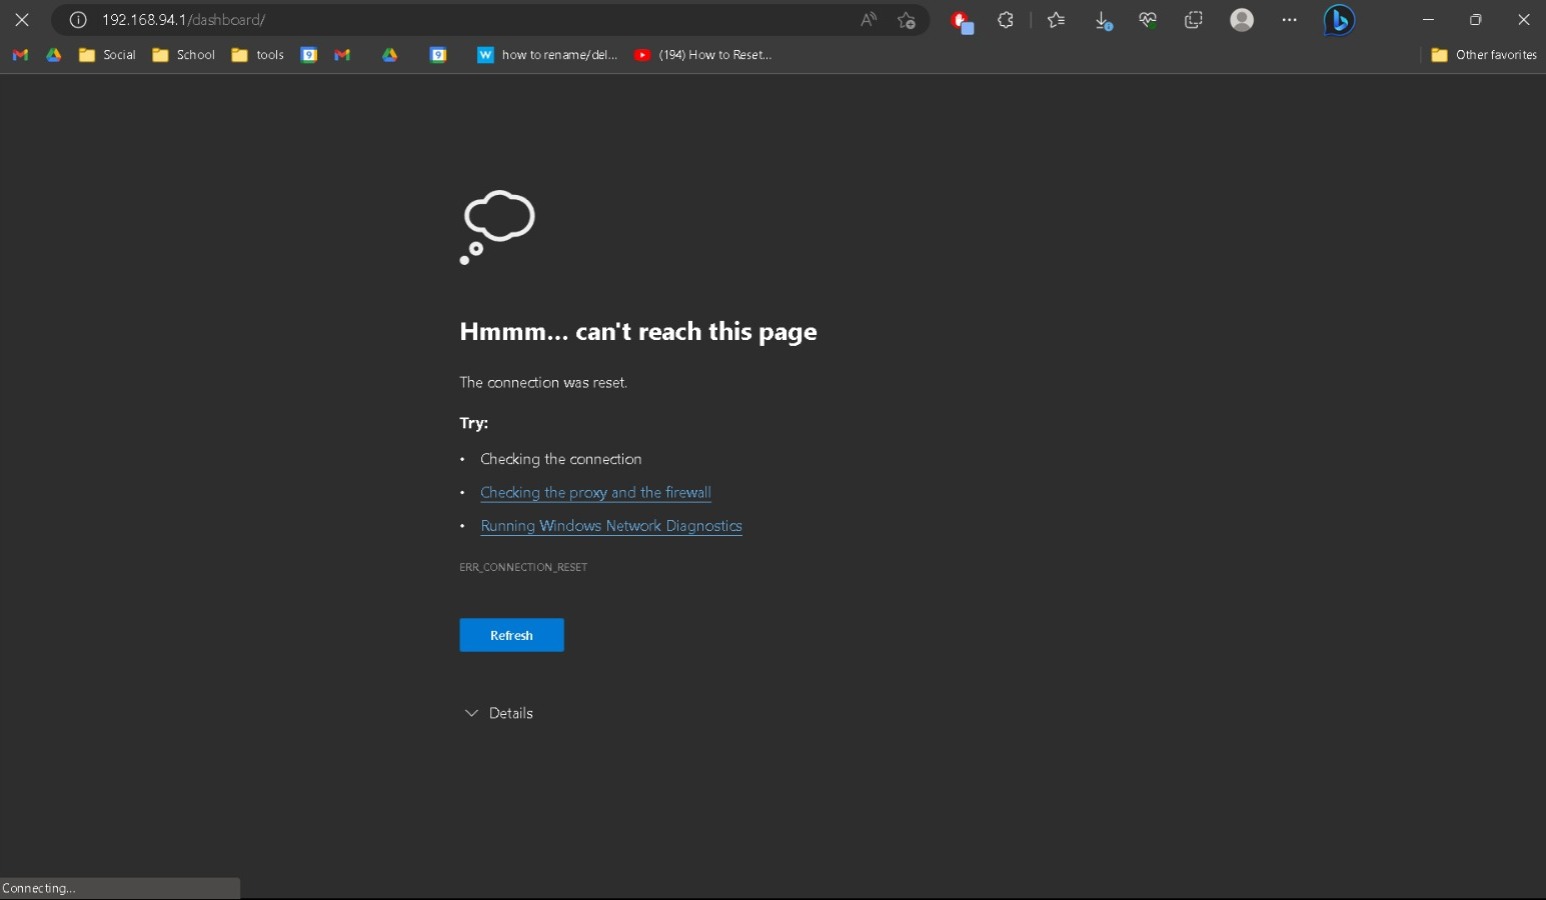 192.168.94.1/dashboard/
Social School tools how to rename/del... (194) How to Reset... Other favorites
Hmmm... can't reach this page
The connection was reset.
Try:
• Checking the connection
• Checking the proxy and the firewall
• Running Windows Network Diagnostics
ERR_CONNECTION_RESET
Refresh
Details
Connecting...